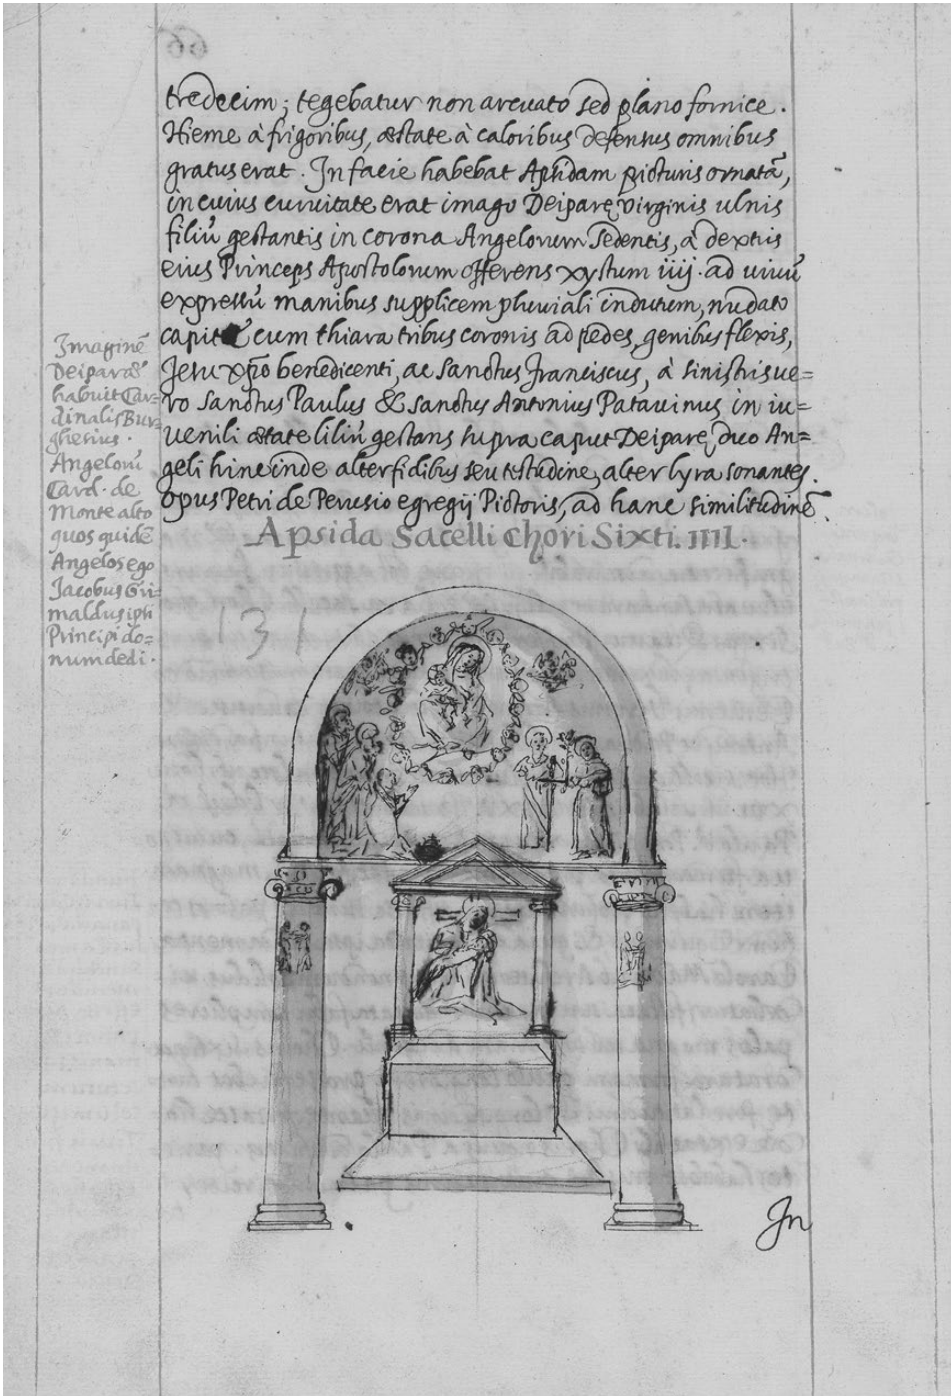 66
tredecim; tegebatur non arcuato sed plano fornice.
Hieme à frigoribus, æstate à caloribus defensus omnibus
gratus erat. In facie habebat Apsidam picturis ornatã,
in cuius curuitate erat imago Deiparę Virginis ulnis
filiũ gestantis in corona Angelorum sedentis, à dextris
eius Princeps Apostolorum offerens xystum iiij. ad uiuũ
expressũ manibus supplicem pluuiali indutum, nudato
capite cum thiara tribus coronis ad pedes, genibus flexis,
Jesu xp̃o benedicenti, ac Sanctus Franciscus, à sinistris ue=
ro Sanctus Paulus & Sanctus Antonius Patauinus in iu=
uenili ætate liliũ gestans supra caput Deiparę duo An=
geli hinc inde alter fidibus seu testudine, alter lyra sonantes.
opus Petri de Perusio egregij Pictoris, ad hanc similitudinẽ.
Imaginẽ
Deiparæ
habuit Car=
dinalis Bur=
ghesius.
Angelorũ
Card. de
Monte alto
quos quidẽ
Angelos ego
Jacobus Gri=
maldus ipsi
Principi do=
num dedi.
Apsida Sacelli Chori Sixti. IIII.
131
In